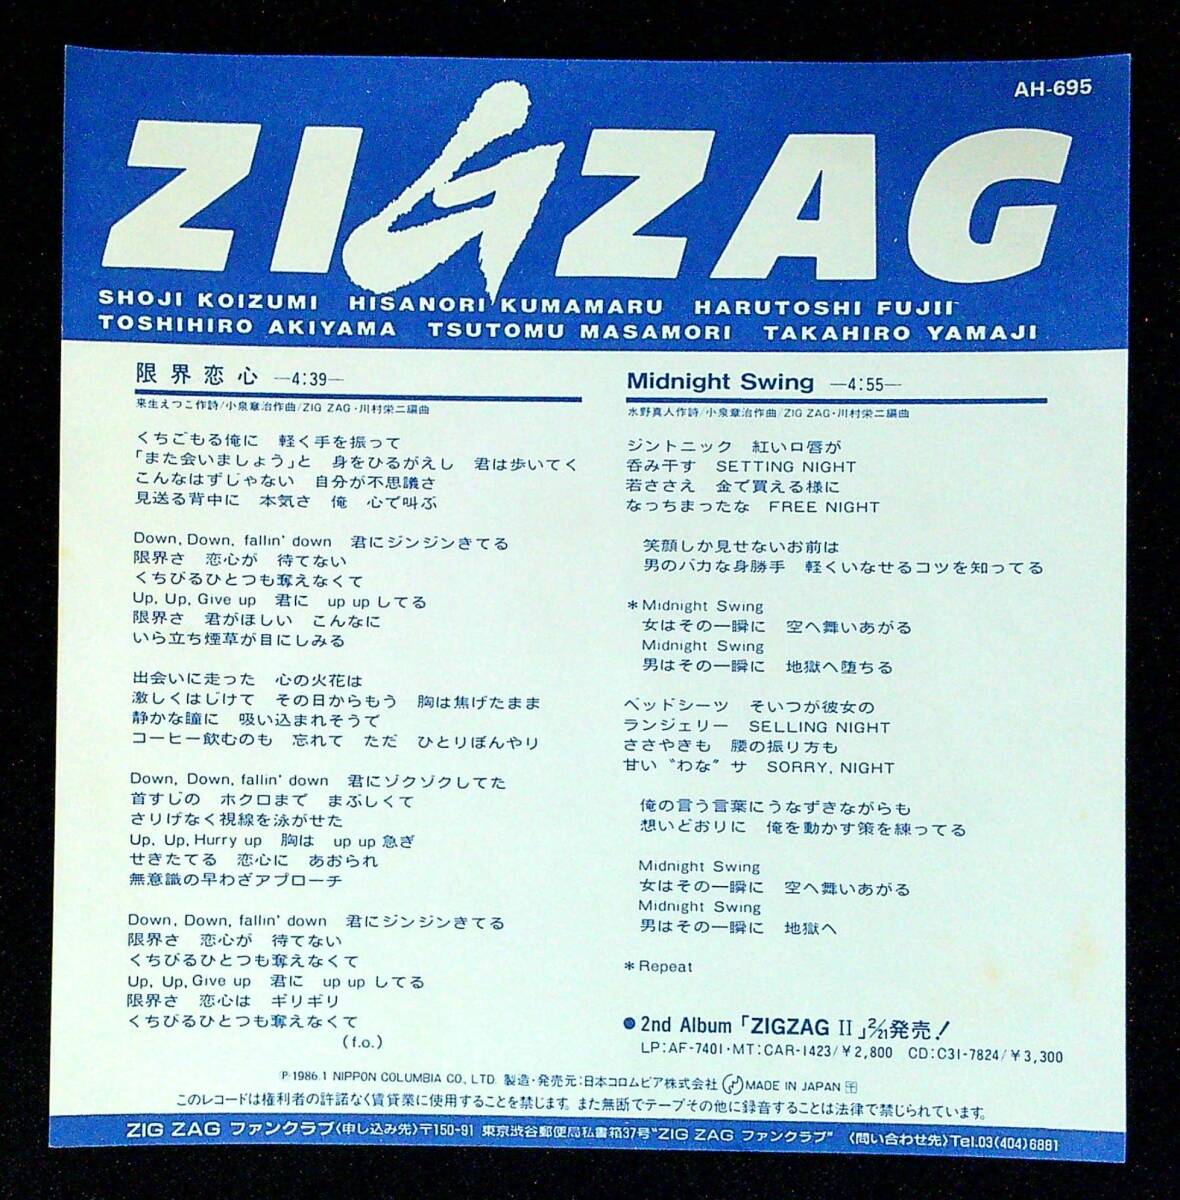 AH-695
ZIGZAG
SHOJI KOIZUMI HISANORI KUMAMARU HARUTOSHI FUJII
TOSHIHIRO AKIYAMA TSUTOMU MASAMORI TAKAHIRO YAMAJI
限界恋心 —4:39—
来生えつこ作詩/小泉章治作曲/ZIG ZAG・川村栄二編曲
くちごもる俺に 軽く手を振って
「また会いましょう」と 身をひるがえし 君は歩いてく
こんなはずじゃない 自分が不思議さ
見送る背中に 本気さ 俺 心で叫ぶ
Down, Down, fallin' down 君にジンジンきてる
限界さ 恋心が 待てない
くちびるひとつも奪えなくて
Up, Up, Give up 君に up up してる
限界さ 君がほしい こんなに
いら立ち煙草が目にしみる
出会いに走った 心の火花は
激しくはじけて その日からもう 胸は焦げたまま
静かな瞳に 吸い込まれそうで
コーヒー飲むのも 忘れて ただ ひとりぼんやり
Down, Down, fallin' down 君にゾクゾクしてた
首すじの ホクロまで まぶしくて
さりげなく視線を泳がせた
Up, Up, Hurry up 胸は up up 急ぎ
せきたてる 恋心に あおられ
無意識の早わざアプローチ
Down, Down, fallin' down 君にジンジンきてる
限界さ 恋心が 待てない
くちびるひとつも奪えなくて
Up, Up, Give up 君に up up してる
限界さ 恋心は ギリギリ
くちびるひとつも奪えなくて
(f.o.)
Midnight Swing —4:55—
水野真人作詩/小泉章治作曲/ZIG ZAG・川村栄二編曲
ジントニック 紅い口唇が
呑み干す SETTING NIGHT
若ささえ 金で買える様に
なっちまったな FREE NIGHT
笑顔しか見せないお前は
男のバカな身勝手 軽くいなせるコツを知ってる
*Midnight Swing
女はその一瞬に 空へ舞いあがる
Midnight Swing
男はその一瞬に 地獄へ堕ちる
ベッドシーツ そいつが彼女の
ランジェリー SELLING NIGHT
ささやきも 腰の振り方も
甘い〝わな〟サ SORRY, NIGHT
俺の言う言葉にうなずきながらも
想いどおりに 俺を動かす策を練ってる
Midnight Swing
女はその一瞬に 空へ舞いあがる
Midnight Swing
男はその一瞬に 地獄へ
*Repeat
●2nd Album「ZIGZAG II」2/21発売!
LP:AF-7401・MT:CAR-1423/¥2,800 CD:C31-7824/¥3,300
℗1986.1 NIPPON COLUMBIA CO., LTD. 製造・発売元:日本コロムビア株式会社 MADE IN JAPAN
このレコードは権利者の許諾なく賃貸業に使用することを禁じます。また無断でテープその他に録音することは法律で禁じられています。
ZIG ZAG ファンクラブ〈申し込み先〉〒150-91 東京渋谷郵便局私書箱37号"ZIG ZAG ファンクラブ" 〈問い合わせ先〉Tel.03(404)6881